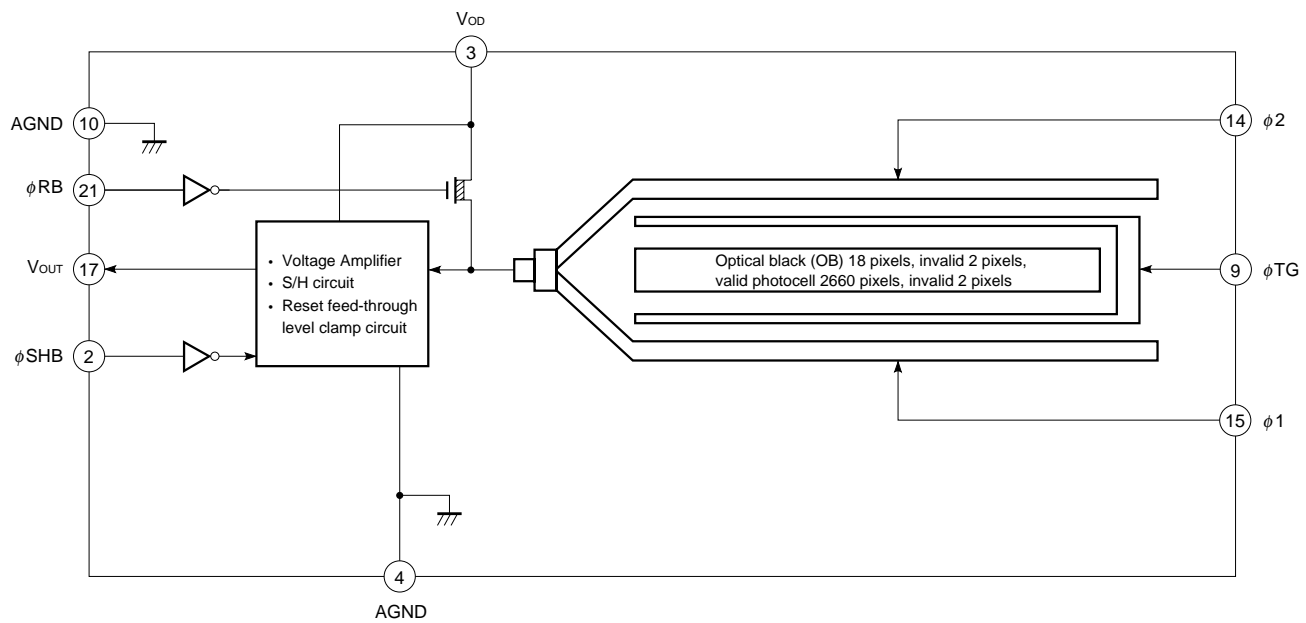 VOD
3
AGND
10
14
ϕ2
ϕRB
21
• Voltage Amplifier
• S/H circuit
• Reset feed-through
level clamp circuit
VOUT
17
Optical black (OB) 18 pixels, invalid 2 pixels,
valid photocell 2660 pixels, invalid 2 pixels
9
ϕTG
ϕSHB
2
15
ϕ1
4
AGND